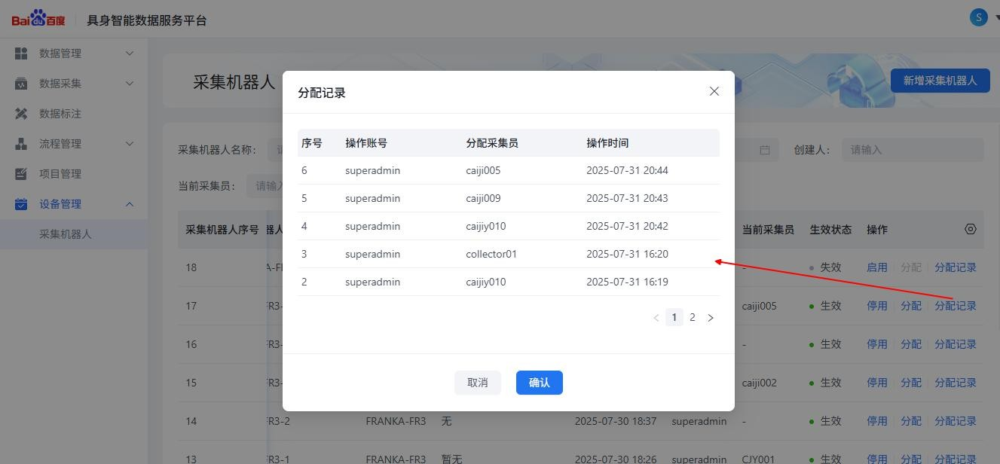 Bai du 百度 具身智能数据服务平台 S
数据管理
数据采集
数据标注
流程管理
项目管理
设备管理
采集机器人
采集机器人
新增采集机器人
采集机器人名称：
创建人： 请输入
当前采集员： 请输入
采集机器人序号 当前采集员 生效状态 操作
18 - 失效 启用 分配 分配记录
17 FR3- caiji005 生效 停用 分配 分配记录
16 FR3- - 生效 停用 分配 分配记录
15 FR3- caiji002 生效 停用 分配 分配记录
14 FR3-2 FRANKA-FR3 无 2025-07-30 18:37 superadmin - 生效 停用 分配 分配记录
13 FR3-1 FRANKA-FR3 暂无 2025-07-30 18:26 superadmin CJY001 生效 停用 分配 分配记录
分配记录
序号 操作账号 分配采集员 操作时间
6 superadmin caiji005 2025-07-31 20:44
5 superadmin caiji009 2025-07-31 20:43
4 superadmin caijiy010 2025-07-31 20:42
3 superadmin collector01 2025-07-31 16:20
2 superadmin caijiy010 2025-07-31 16:19
< 1 2 >
取消 确认